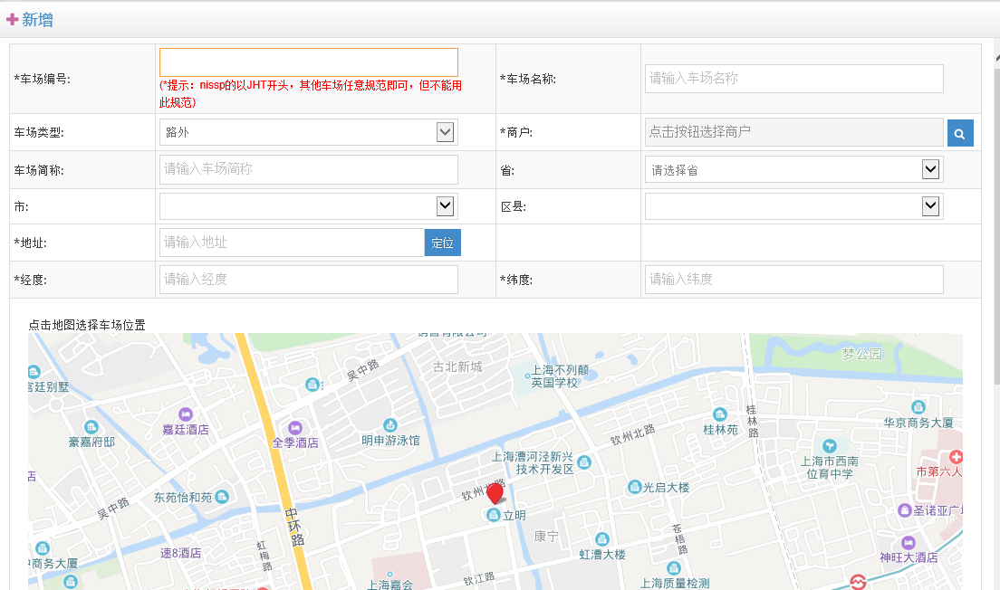 新增
*车场编号:
(*提示：nissp的以JHT开头，其他车场任意规范即可，但不能用
此规范)
*车场名称:
请输入车场名称
车场类型:
路外
*商户:
点击按钮选择商户
车场简称:
请输入车场简称
省:
请选择省
市:
区县:
*地址:
请输入地址
定位
*经度:
请输入经度
*纬度:
请输入纬度
点击地图选择车场位置
吴中路
古北新城
上海不列颠
英国学校
梦公园
宫廷别墅
嘉廷酒店
全季酒店
豪嘉府邸
明申游泳馆
钦州北路
桂林苑
桂林路
华京商务大厦
上海漕河泾新兴
技术开发区
上海市西南
位育中学
市第六人
店
东苑怡和苑
吴中路
钦州北路
光启大楼
立明
中环路
康宁
苍梧路
圣诺亚广
速8酒店
虹梅路
虹漕大楼
神旺大酒店
中商务大厦
上海嘉会
钦江路
上海质量检测